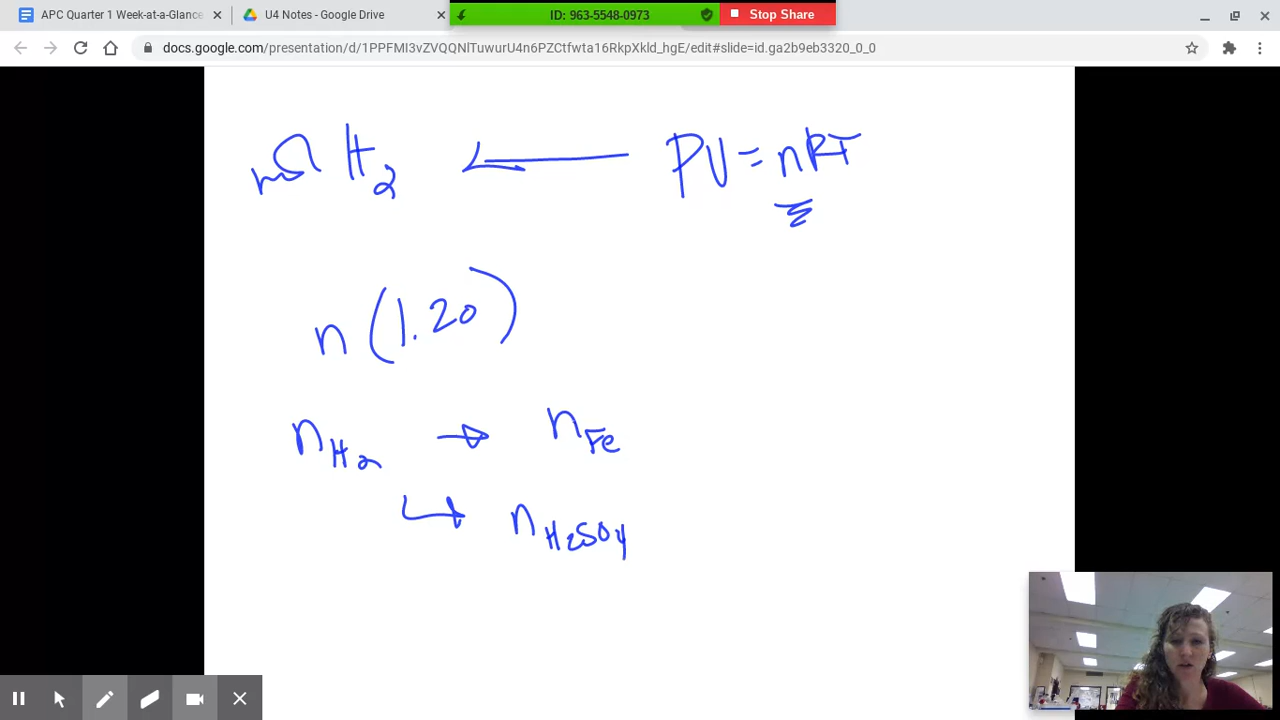 APC Quarter 1 Week-at-a-Glance
U4 Notes - Google Drive
ID: 963-5548-0973
Stop Share
docs.google.com/presentation/d/1PPFMI3vZVQQNlTuwurU4n6PZCtfwta16RkpXkld_hgE/edit#slide=id.ga2b9eb3320_0_0
mol H2 ← PV = nRT
n (1.20)
nH2 → nFe
↳ nH2SO4